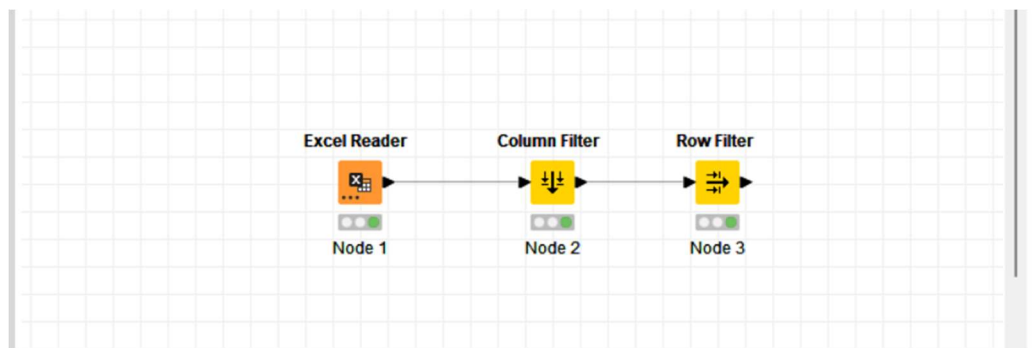 Excel Reader
Column Filter
Row Filter
X
Node 1
Node 2
Node 3